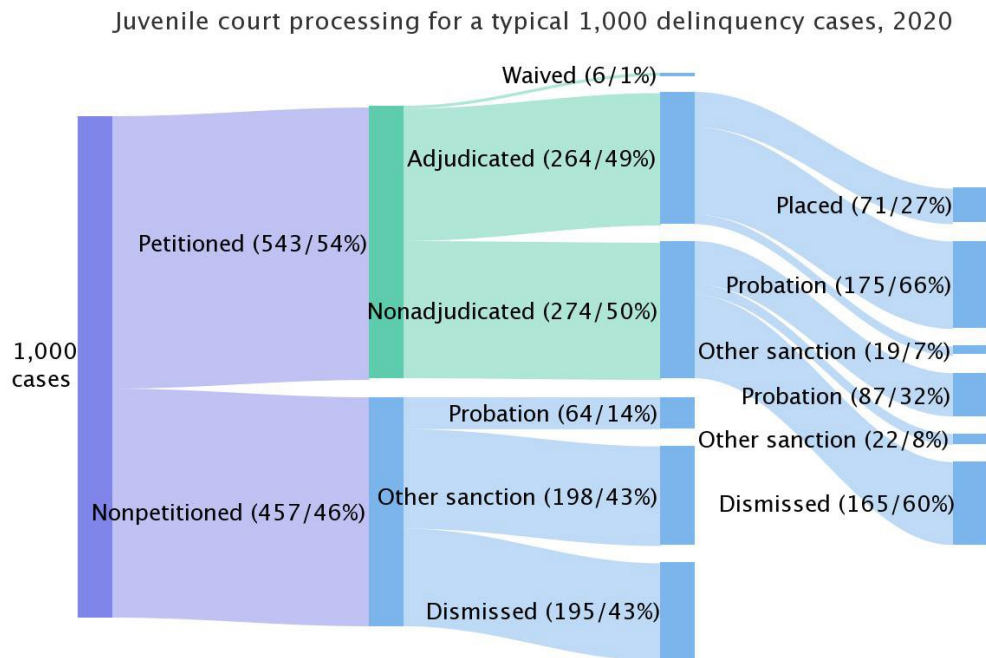 Juvenile court processing for a typical 1,000 delinquency cases, 2020
1,000
cases
Petitioned (543/54%)
Nonpetitioned (457/46%)
Waived (6/1%)
Adjudicated (264/49%)
Nonadjudicated (274/50%)
Probation (64/14%)
Other sanction (198/43%)
Dismissed (195/43%)
Placed (71/27%)
Probation (175/66%)
Other sanction (19/7%)
Probation (87/32%)
Other sanction (22/8%)
Dismissed (165/60%)